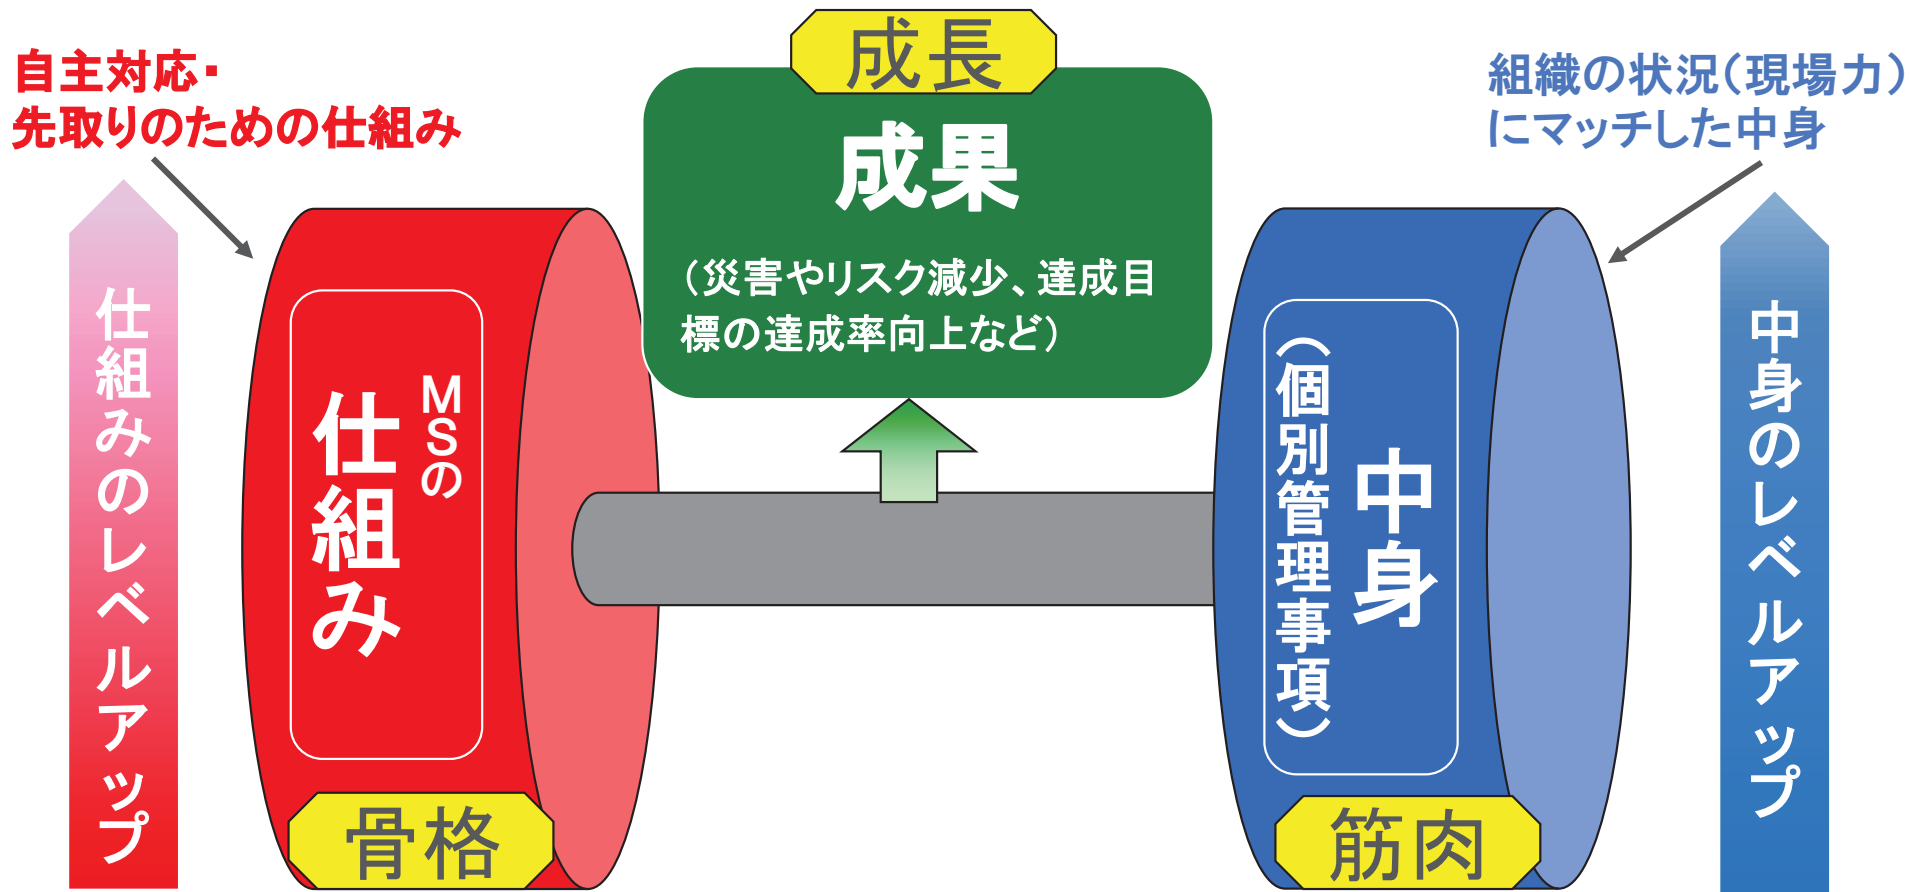 成長
自主対応・
先取りのための仕組み
組織の状況（現場力）
にマッチした中身
成果
（災害やリスク減少、達成目
標の達成率向上など）
仕組みのレベルアップ
MSの
仕組み
骨格
中身
（個別管理事項）
筋肉
中身のレベルアップ